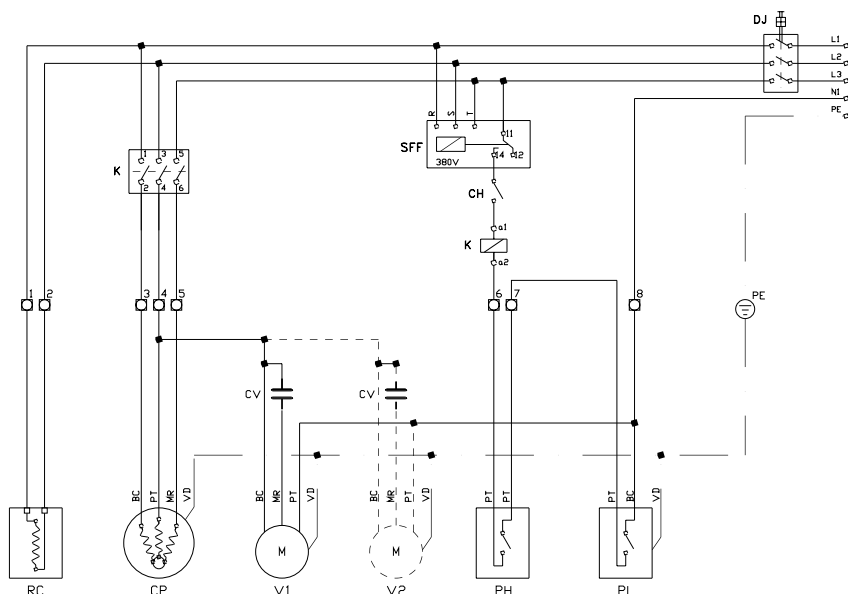 DJ
L1
L2
L3
N1
PE
R S T
11
SFF
14 12
380V
1 3 5
K
2 4 6
CH
a1
K
a2
1 2
3 4 5
6 7
8
PE
CV
CV
BC PT MR VD
BC MR PT VD
BC MR PT VD
PT PT
PT BC VD
M
M
RC
CP
V1
V2
PH